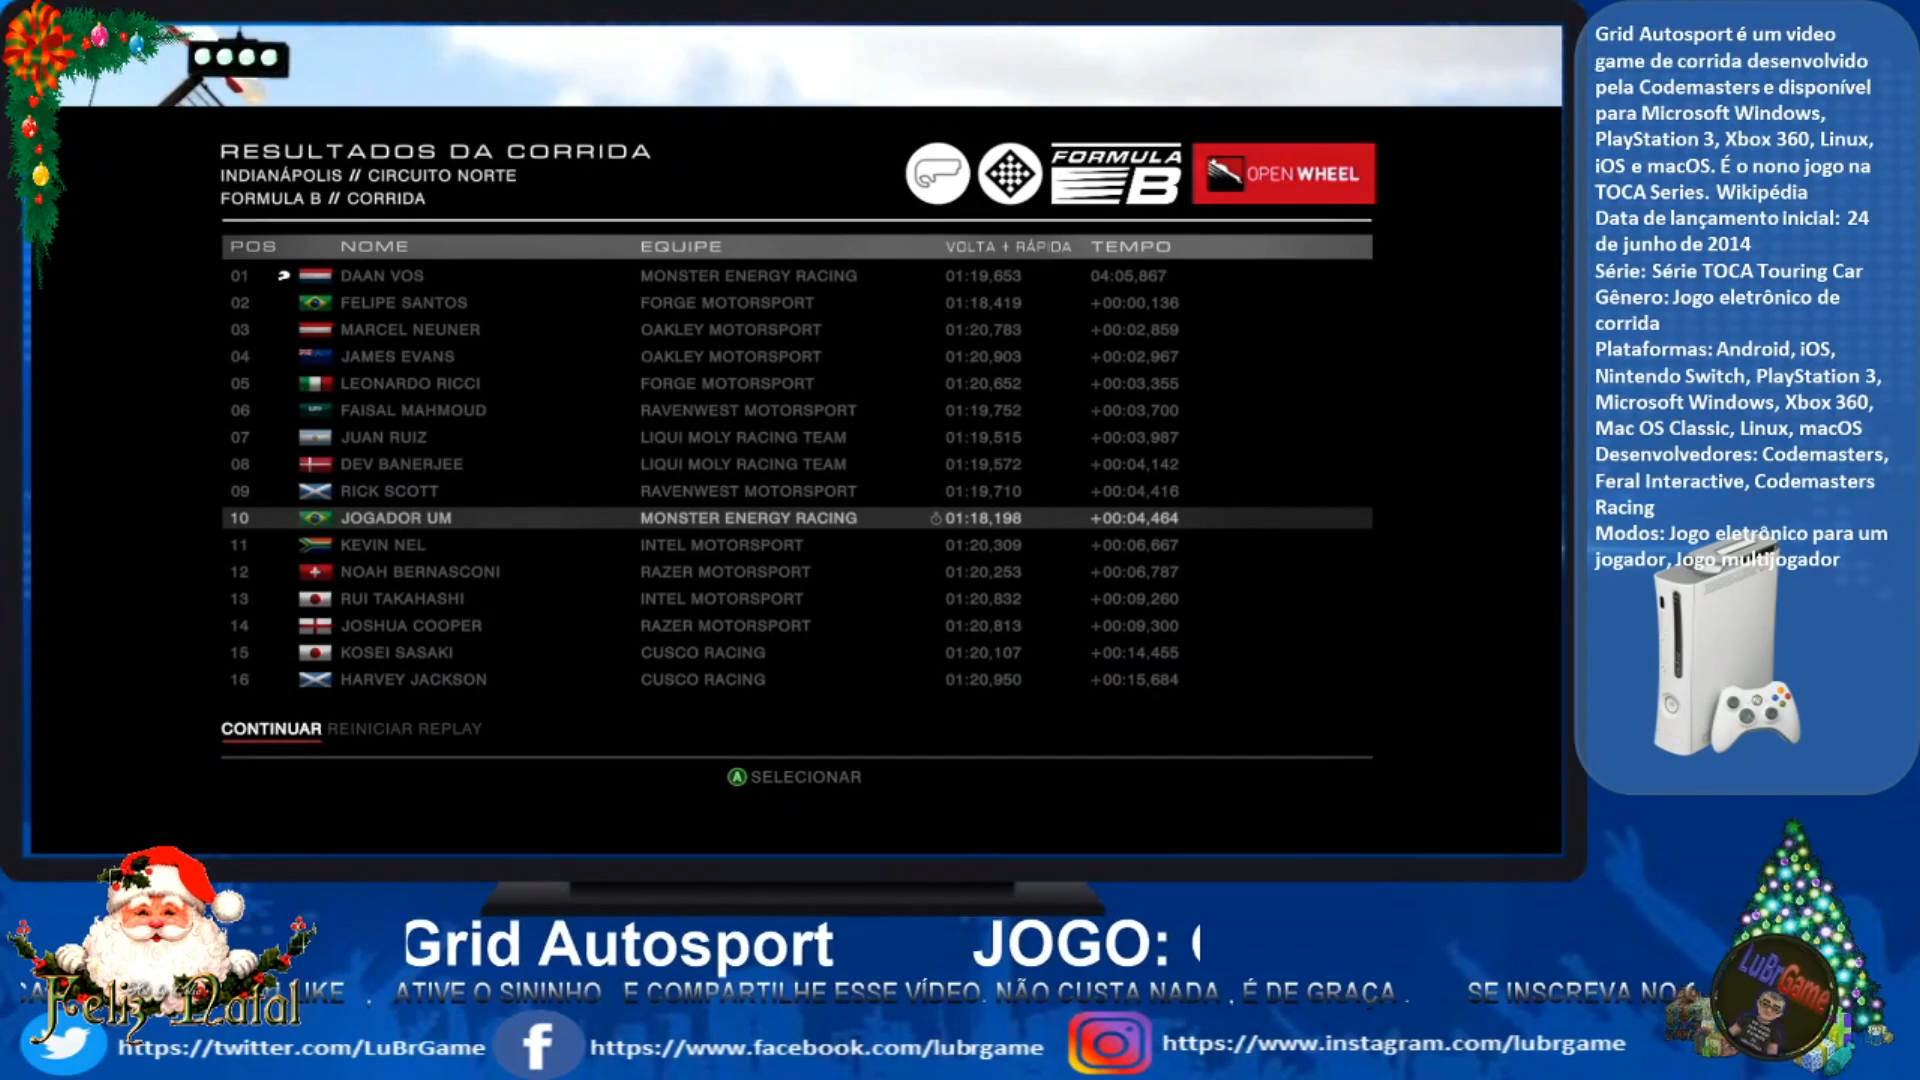 RESULTADOS DA CORRIDA
INDIANÁPOLIS // CIRCUITO NORTE
FORMULA B // CORRIDA
FORMULA B
OPEN WHEEL
POS NOME EQUIPE VOLTA + RÁPIDA TEMPO
01 DAAN VOS MONSTER ENERGY RACING 01:19,653 04:05,867
02 FELIPE SANTOS FORGE MOTORSPORT 01:18,419 +00:00,136
03 MARCEL NEUNER OAKLEY MOTORSPORT 01:20,783 +00:02,859
04 JAMES EVANS OAKLEY MOTORSPORT 01:20,903 +00:02,967
05 LEONARDO RICCI FORGE MOTORSPORT 01:20,652 +00:03,355
06 FAISAL MAHMOUD RAVENWEST MOTORSPORT 01:19,752 +00:03,700
07 JUAN RUIZ LIQUI MOLY RACING TEAM 01:19,515 +00:03,987
08 DEV BANERJEE LIQUI MOLY RACING TEAM 01:19,572 +00:04,142
09 RICK SCOTT RAVENWEST MOTORSPORT 01:19,710 +00:04,416
10 JOGADOR UM MONSTER ENERGY RACING 01:18,198 +00:04,464
11 KEVIN NEL INTEL MOTORSPORT 01:20,309 +00:06,667
12 NOAH BERNASCONI RAZER MOTORSPORT 01:20,253 +00:06,787
13 RUI TAKAHASHI INTEL MOTORSPORT 01:20,832 +00:09,260
14 JOSHUA COOPER RAZER MOTORSPORT 01:20,813 +00:09,300
15 KOSEI SASAKI CUSCO RACING 01:20,107 +00:14,455
16 HARVEY JACKSON CUSCO RACING 01:20,950 +00:15,684
CONTINUAR REINICIAR REPLAY
A SELECIONAR
Grid Autosport é um video
game de corrida desenvolvido
pela Codemasters e disponível
para Microsoft Windows,
PlayStation 3, Xbox 360, Linux,
iOS e macOS. É o nono jogo na
TOCA Series. Wikipédia
Data de lançamento inicial: 24
de junho de 2014
Série: Série TOCA Touring Car
Gênero: Jogo eletrônico de
corrida
Plataformas: Android, iOS,
Nintendo Switch, PlayStation 3,
Microsoft Windows, Xbox 360,
Mac OS Classic, Linux, macOS
Desenvolvedores: Codemasters,
Feral Interactive, Codemasters
Racing
Modos: Jogo eletrônico para um
jogador, Jogo multijogador
Grid Autosport JOGO:
ATIVE O SININHO E COMPARTILHE ESSE VÍDEO. NÃO CUSTA NADA , É DE GRAÇA . SE INSCREVA NO
Feliz Natal
https://twitter.com/LuBrGame
https://www.facebook.com/lubrgame
https://www.instagram.com/lubrgame
LuBrGame